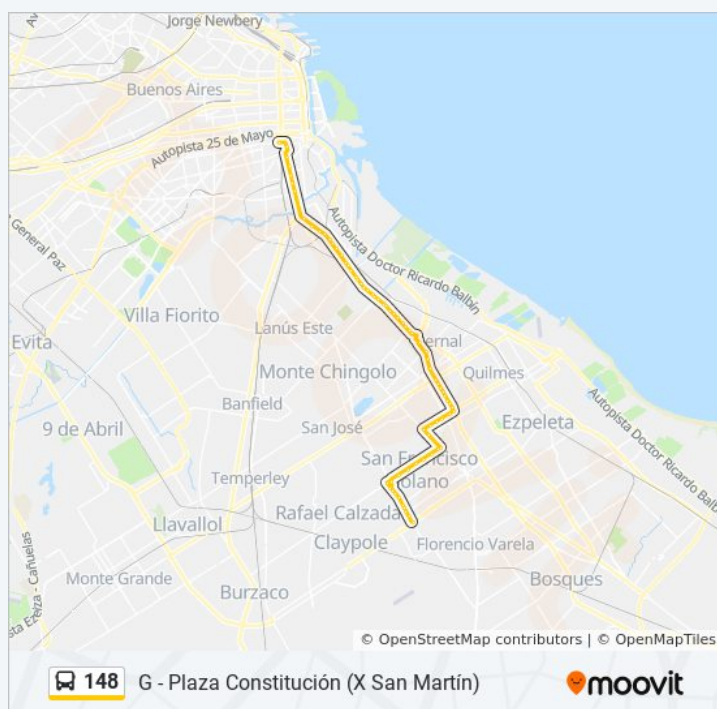 Jorge Newbery
Av
Buenos Aires
Autopista 25 de Mayo
General Paz
Autopista Doctor Ricardo Balbín
Villa Fiorito
Lanús Este
Evita
ernal
Monte Chingolo
Quilmes
Banfield
Autopista Doctor Ricardo Balbín
9 de Abril
San José
Ezpeleta
San Francisco
Solano
Temperley
Rafael Calzada
Llavallol
Claypole
Florencio Varela
Monte Grande
Bosques
Burzaco
sta Ezeiza - Cañuelas
© OpenStreetMap contributors | © OpenMapTiles
148 G - Plaza Constitución (X San Martín)
moovit